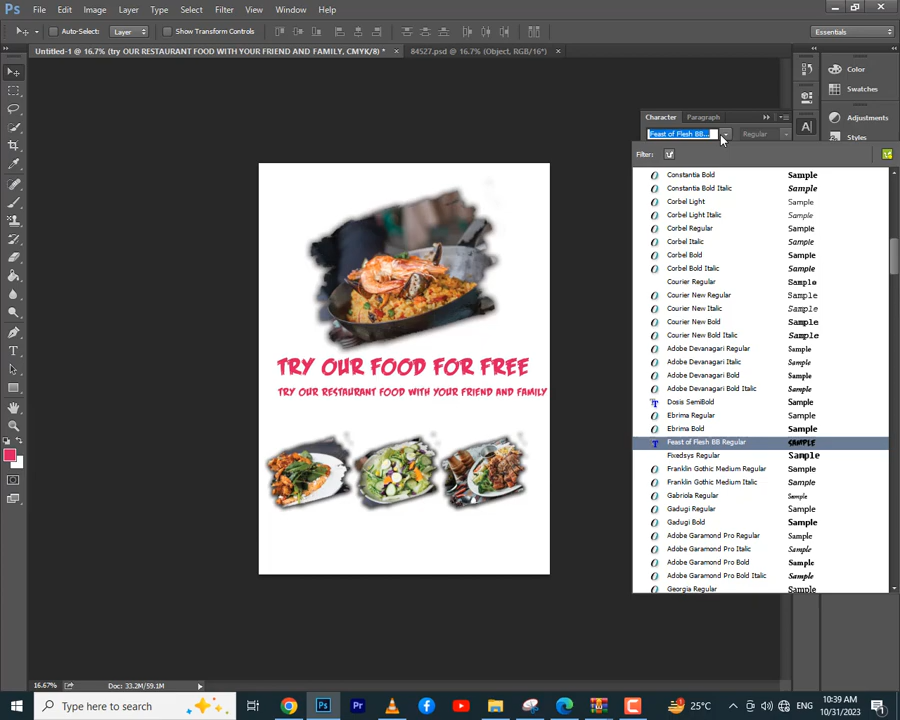 Ps File Edit Image Layer Type Select Filter View Window Help
Auto-Select: Layer Show Transform Controls Essentials
Untitled-1 @ 16.7% (try OUR RESTAURANT FOOD WITH YOUR FRIEND AND FAMILY, CMYK/8) * × 84527.psd @ 16.7% (Object, RGB/16*) ×
Color
Swatches
Adjustments
Styles
Character Paragraph
Feast of Flesh BB... Regular
Filter:
Constantia Bold Sample
Constantia Bold Italic Sample
Corbel Light Sample
Corbel Light Italic Sample
Corbel Regular Sample
Corbel Italic Sample
Corbel Bold Sample
Corbel Bold Italic Sample
Courier Regular Sample
Courier New Regular Sample
Courier New Italic Sample
Courier New Bold Sample
Courier New Bold Italic Sample
Adobe Devanagari Regular Sample
Adobe Devanagari Italic Sample
Adobe Devanagari Bold Sample
Adobe Devanagari Bold Italic Sample
Dosis SemiBold Sample
Ebrima Regular Sample
Ebrima Bold Sample
Feast of Flesh BB Regular SAMPLE
Fixedsys Regular Sample
Franklin Gothic Medium Regular Sample
Franklin Gothic Medium Italic Sample
Gabriola Regular Sample
Gadugi Regular Sample
Gadugi Bold Sample
Adobe Garamond Pro Regular Sample
Adobe Garamond Pro Italic Sample
Adobe Garamond Pro Bold Sample
Adobe Garamond Pro Bold Italic Sample
Georgia Regular Sample
TRY OUR FOOD FOR FREE
TRY OUR RESTAURANT FOOD WITH YOUR FRIEND AND FAMILY
16.67% Doc: 33.2M/59.1M
Type here to search
Ps Pr
25°C ENG
10:39 AM
10/31/2023